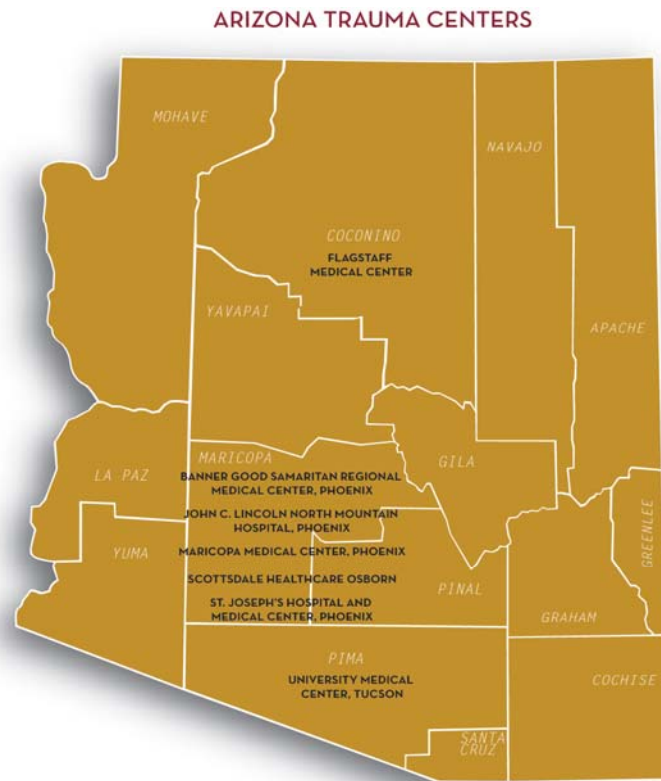 ARIZONA TRAUMA CENTERS
MOHAVE
NAVAJO
COCONINO
FLAGSTAFF
MEDICAL CENTER
YAVAPAI
APACHE
MARICOPA
GILA
LA PAZ
BANNER GOOD SAMARITAN REGIONAL
MEDICAL CENTER, PHOENIX
JOHN C. LINCOLN NORTH MOUNTAIN
HOSPITAL, PHOENIX
GREENLEE
YUMA
MARICOPA MEDICAL CENTER, PHOENIX
SCOTTSDALE HEALTHCARE OSBORN
PINAL
ST. JOSEPH'S HOSPITAL AND
MEDICAL CENTER, PHOENIX
GRAHAM
PIMA
UNIVERSITY MEDICAL
CENTER, TUCSON
COCHISE
SANTA
CRUZ